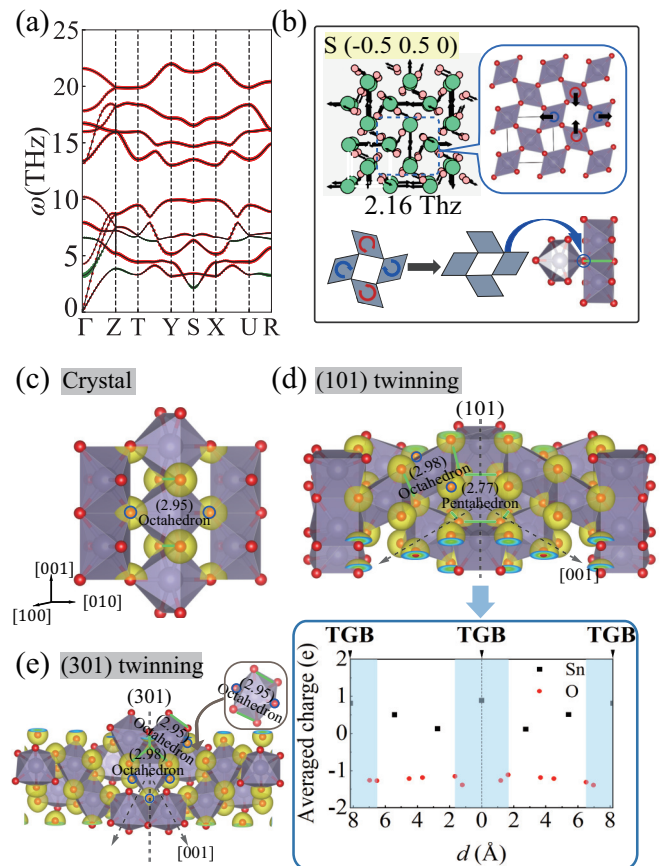 (a)
25
20
15
10
5
0
ω(THz)
Γ Z T Y S X U R
(b)
S (-0.5 0.5 0)
2.16 Thz
(c) Crystal
(2.95)
Octahedron
[001]
[100]
[010]
(d) (101) twinning
(101)
(2.98)
Octahedron
(2.77)
Pentahedron
[001]
(e) (301) twinning
(301)
(2.95)
Octahedron
(2.95)
Octahedron
(2.98)
Octahedron
[001]
TGB TGB TGB
2
1
0
-1
-2
Averaged charge (e)
Sn
O
8 6 4 2 0 2 4 6 8
d (Å)